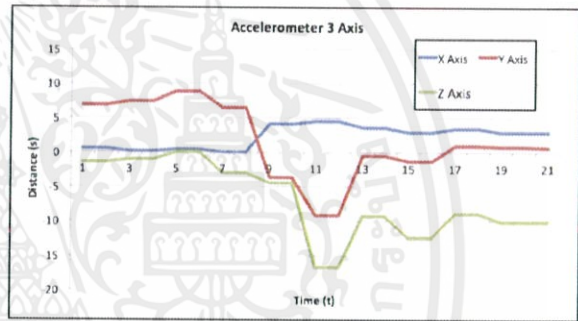 Accelerometer 3 Axis
X Axis
Y Axis
Z Axis
Distance (s)
15
10
5
0
5
10
15
20
1 3 5 7 9 11 13 15 17 19 21
Time (t)